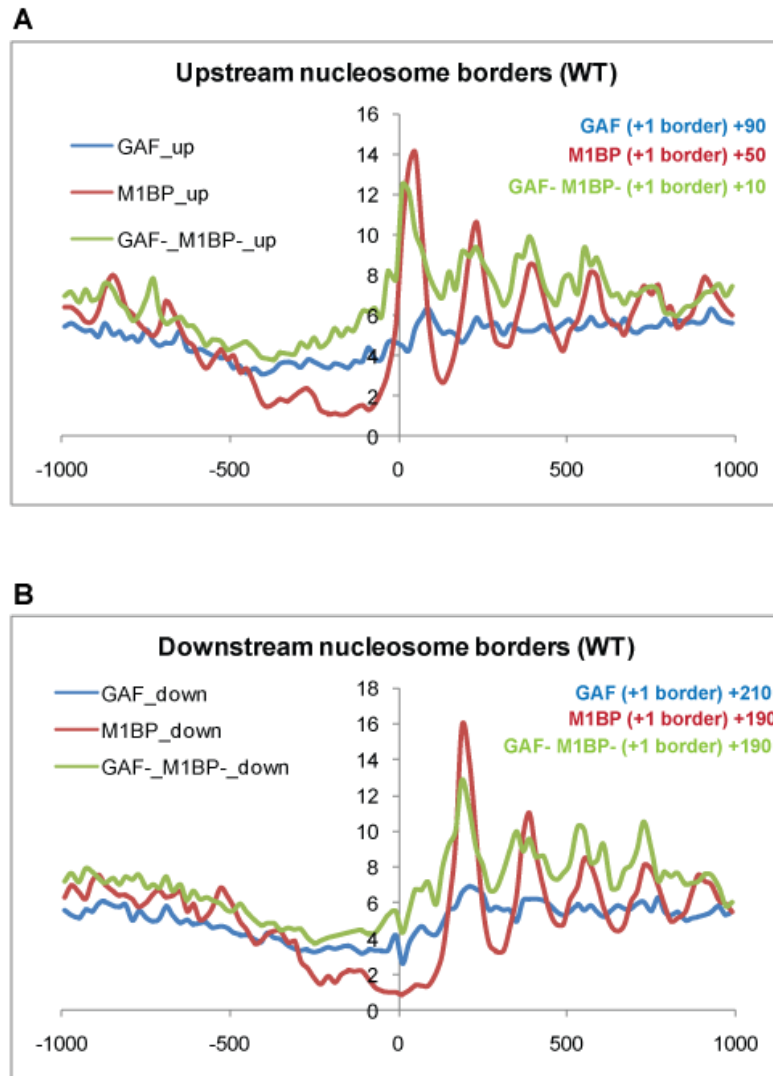 A
Upstream nucleosome borders (WT)
16
14
12
10
8
6
4
2
0
GAF_up
M1BP_up
GAF-_M1BP-_up
GAF (+1 border) +90
M1BP (+1 border) +50
GAF- M1BP- (+1 border) +10
-1000 -500 0 500 1000
B
Downstream nucleosome borders (WT)
18
16
14
12
10
8
6
4
2
0
GAF_down
M1BP_down
GAF-_M1BP-_down
GAF (+1 border) +210
M1BP (+1 border) +190
GAF- M1BP- (+1 border) +190
-1000 -500 0 500 1000